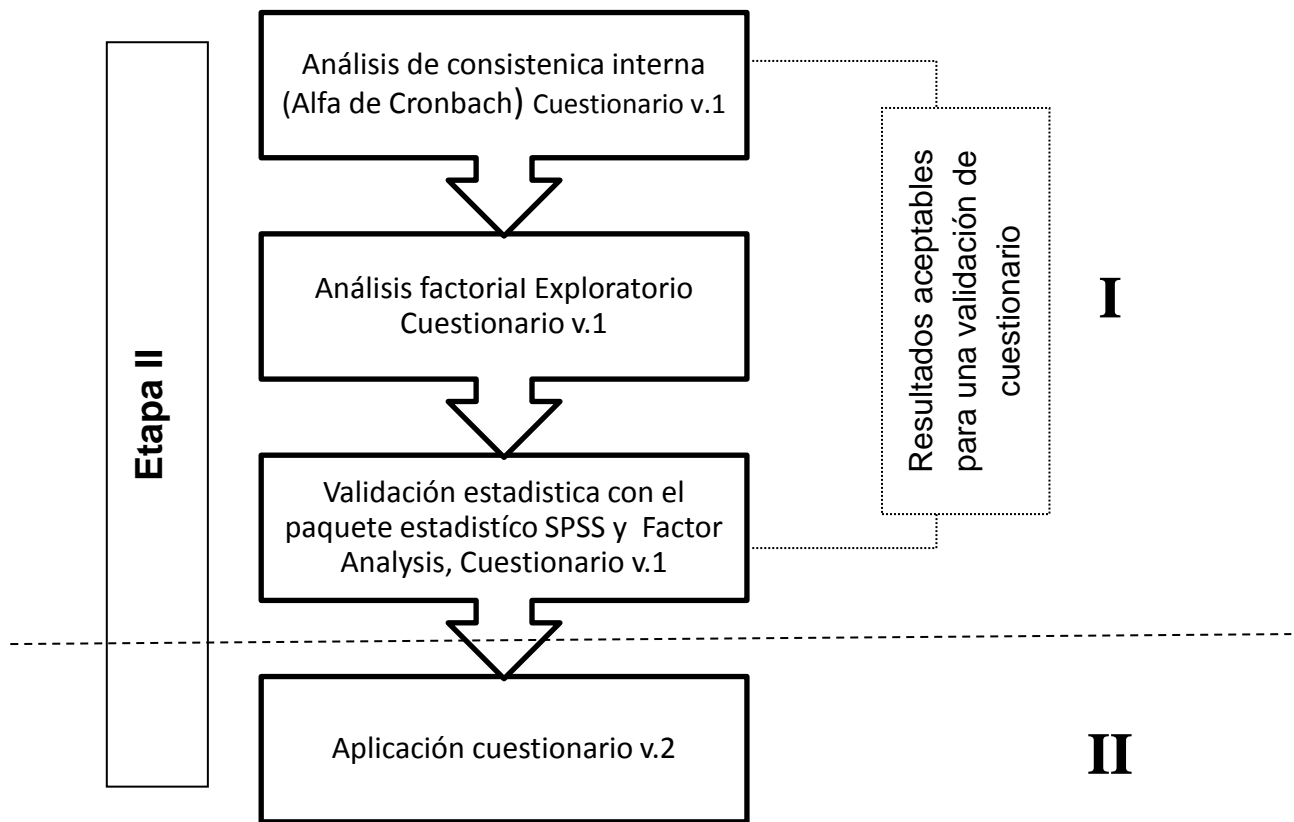 Etapa II
Análisis de consistenica interna
(Alfa de Cronbach) Cuestionario v.1
Análisis factorial Exploratorio
Cuestionario v.1
Validación estadistica con el
paquete estadistíco SPSS y Factor
Analysis, Cuestionario v.1
Resultados aceptables
para una validación de
cuestionario
I
Aplicación cuestionario v.2
II